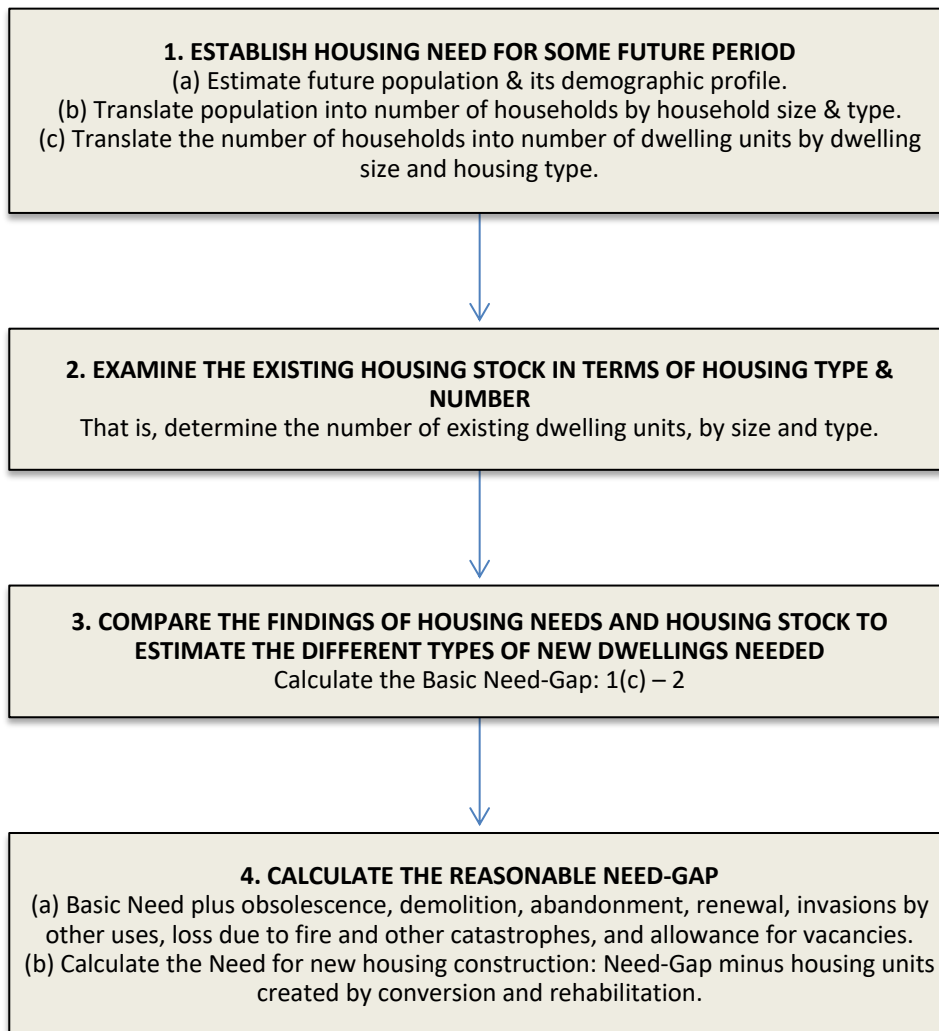 1. ESTABLISH HOUSING NEED FOR SOME FUTURE PERIOD
(a) Estimate future population & its demographic profile.
(b) Translate population into number of households by household size & type.
(c) Translate the number of households into number of dwelling units by dwelling
size and housing type.
2. EXAMINE THE EXISTING HOUSING STOCK IN TERMS OF HOUSING TYPE &
NUMBER
That is, determine the number of existing dwelling units, by size and type.
3. COMPARE THE FINDINGS OF HOUSING NEEDS AND HOUSING STOCK TO
ESTIMATE THE DIFFERENT TYPES OF NEW DWELLINGS NEEDED
Calculate the Basic Need-Gap: 1(c) – 2
4. CALCULATE THE REASONABLE NEED-GAP
(a) Basic Need plus obsolescence, demolition, abandonment, renewal, invasions by
other uses, loss due to fire and other catastrophes, and allowance for vacancies.
(b) Calculate the Need for new housing construction: Need-Gap minus housing units
created by conversion and rehabilitation.